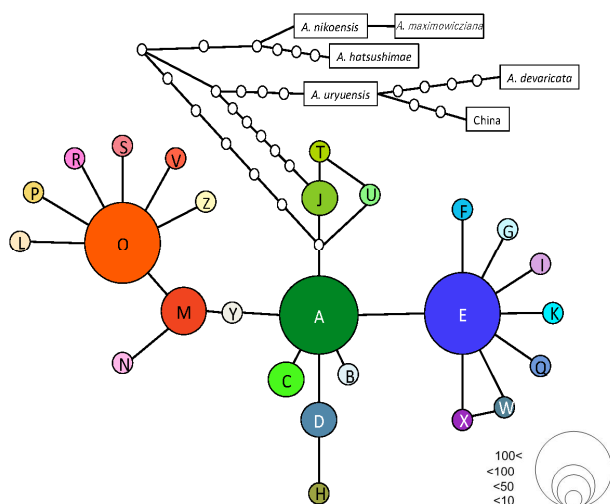 A. nikoensis
A. maximowicziana
A. hatsushimae
A. devaricata
A. uryuensis
China
S
T
R
V
P
J
U
Z
F
G
L
O
I
M
Y
A
E
K
N
C
B
Q
D
W
X
H
100<
<100
<50
<10